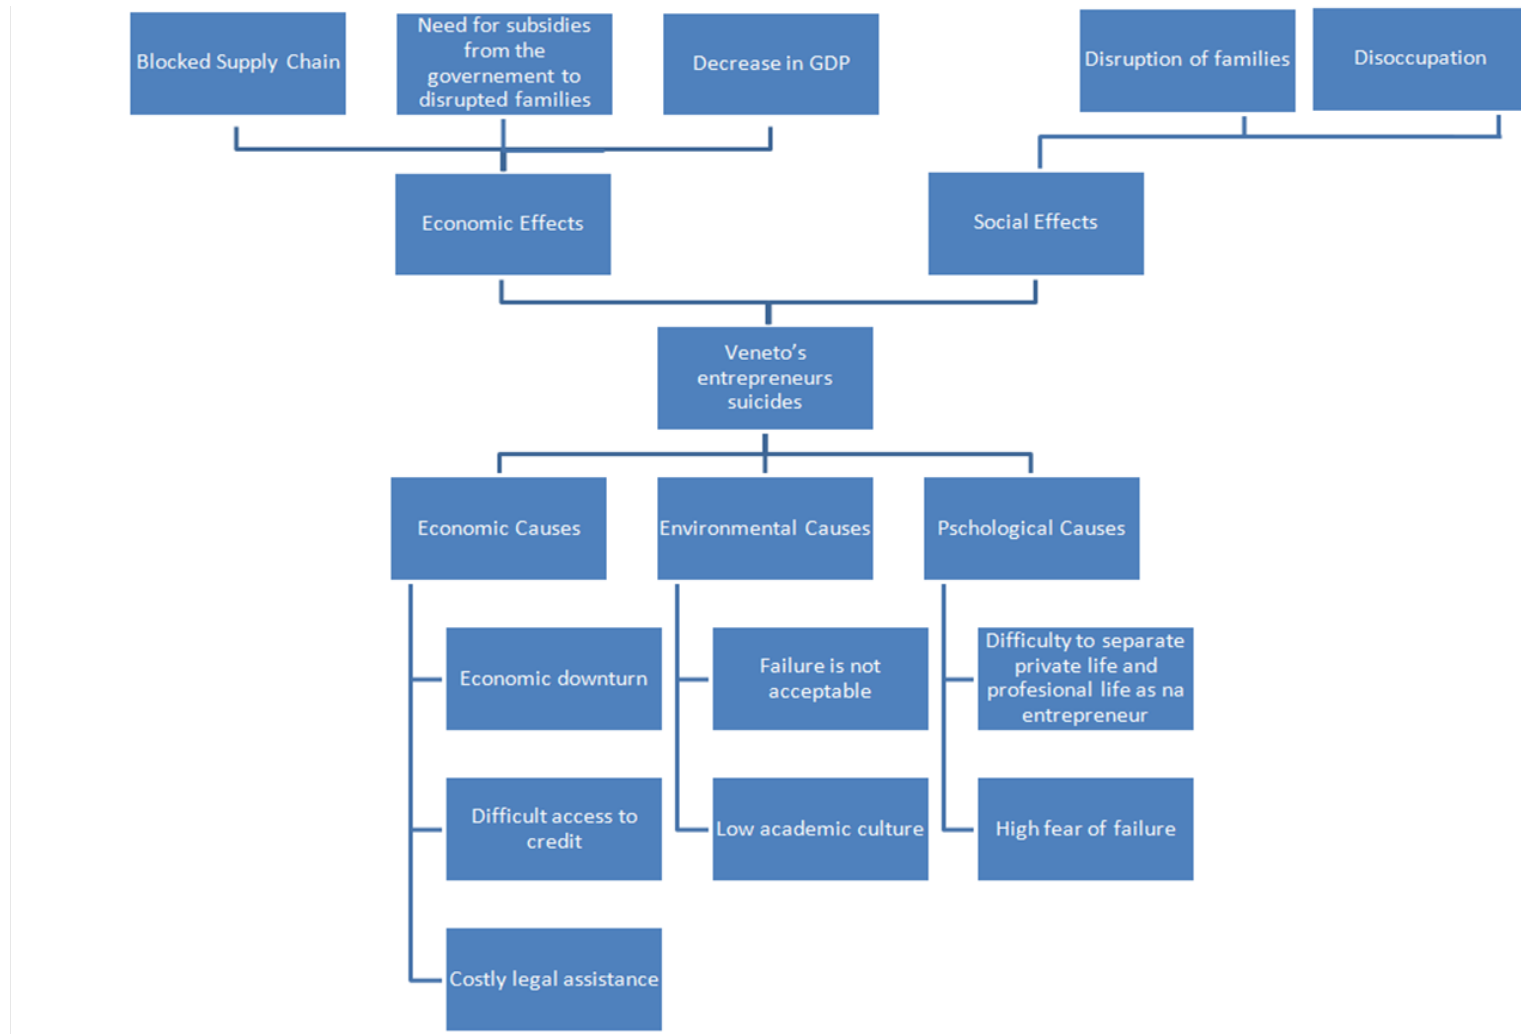 Blocked Supply Chain
Need for subsidies
from the
governement to
disrupted families
Decrease in GDP
Disruption of families
Disoccupation
Economic Effects
Social Effects
Veneto’s
entrepreneurs
suicides
Economic Causes
Environmental Causes
Pschological Causes
Economic downturn
Failure is not
acceptable
Difficulty to separate
private life and
profesional life as na
entrepreneur
Difficult access to
credit
Low academic culture
High fear of failure
Costly legal assistance